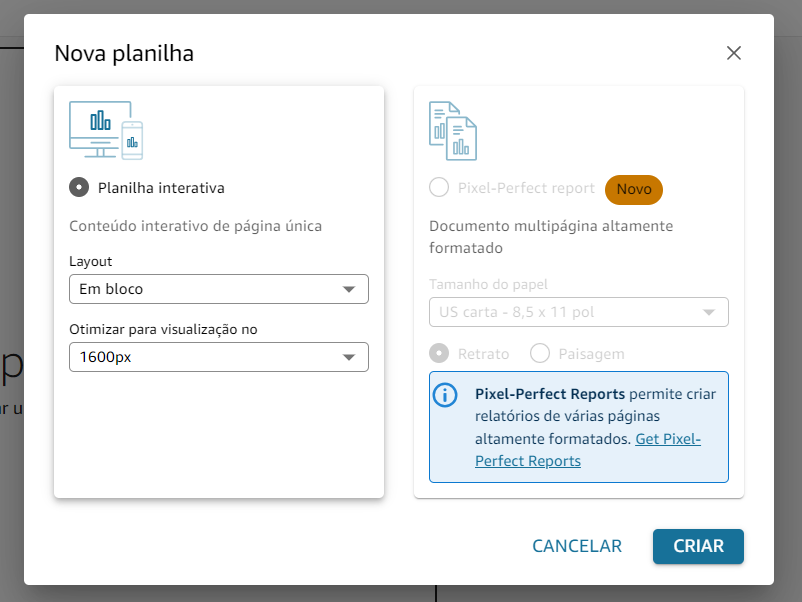 Nova planilha
Planilha interativa
Conteúdo interativo de página única
Layout
Em bloco
Otimizar para visualização no
1600px
Pixel-Perfect report
Novo
Documento multipágina altamente
formatado
Tamanho do papel
US carta - 8,5 x 11 pol
Retrato
Paisagem
Pixel-Perfect Reports permite criar
relatórios de várias páginas
altamente formatados. Get Pixel-
Perfect Reports
CANCELAR
CRIAR